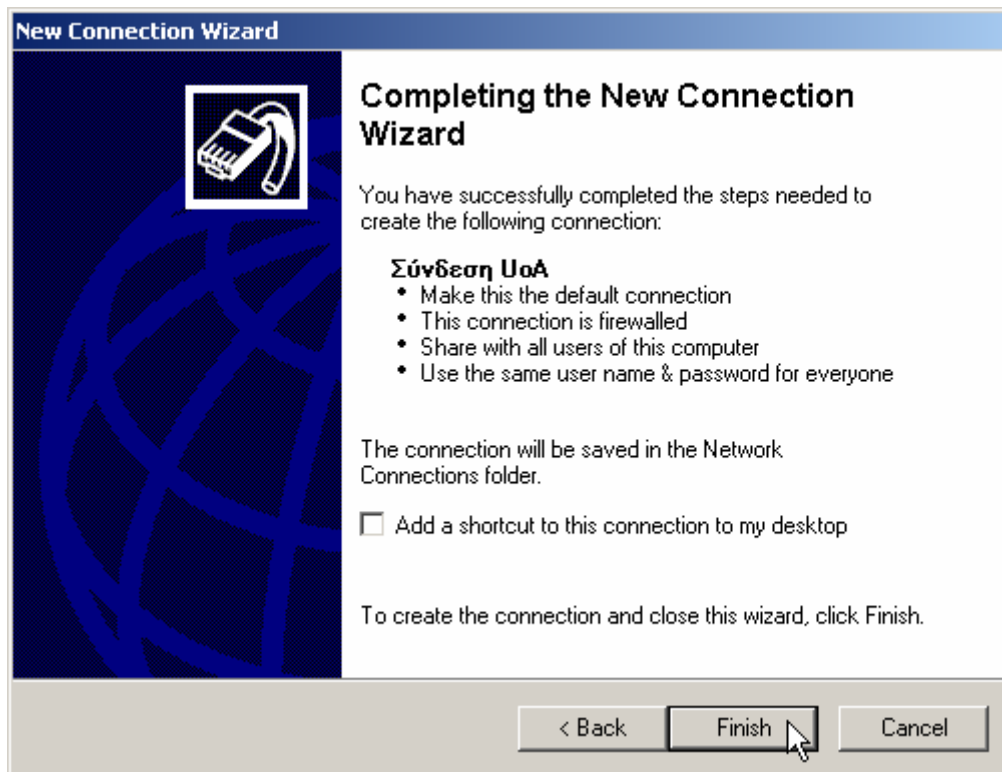 New Connection Wizard
Completing the New Connection
Wizard
You have successfully completed the steps needed to
create the following connection:
Σύνδεση UoA
• Make this the default connection
• This connection is firewalled
• Share with all users of this computer
• Use the same user name & password for everyone
The connection will be saved in the Network
Connections folder.
Add a shortcut to this connection to my desktop
To create the connection and close this wizard, click Finish.
< Back Finish Cancel